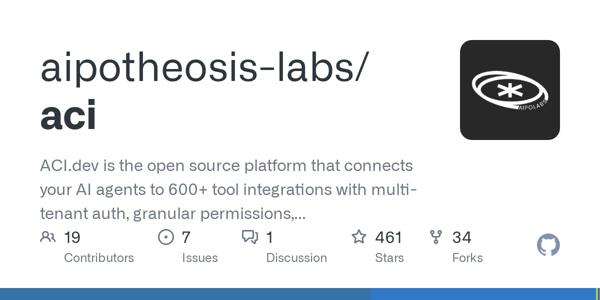 aipotheosis-labs/
aci
AIPOLABS
ACI.dev is the open source platform that connects
your AI agents to 600+ tool integrations with multi-
tenant auth, granular permissions,...
19
Contributors
7
Issues
1
Discussion
461
Stars
34
Forks